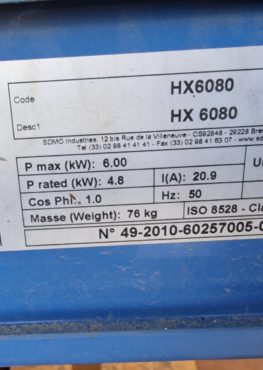 Code HX6080
Desc1 HX 6080
SDMO Industries, 12 bis Rue de la Villeneuve - CS92848 - 29228 Bre
Tel (33) 02 98 41 41 41 - Fax (33) 02 98 41 63 07 - www.sd
P max (kW): 6.00
P rated (kW): 4.8 I(A): 20.9
Cos Phi: 1.0 Hz: 50
Masse (Weight): 76 kg ISO 8528 - Cla
N° 49-2010-60257005-0